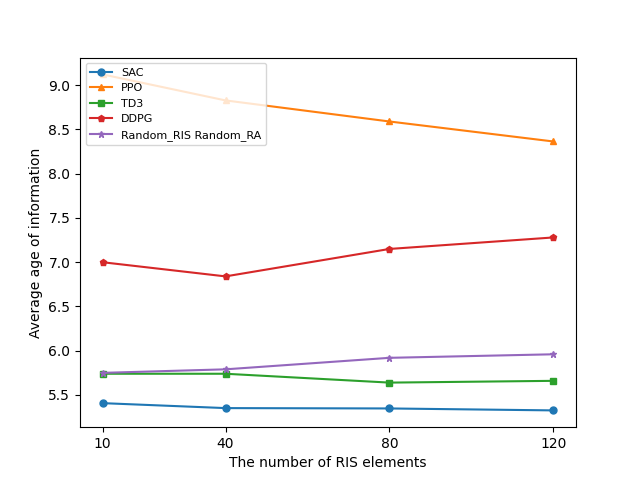 SAC
PPO
TD3
DDPG
Random_RIS Random_RA
9.0
8.5
8.0
7.5
7.0
6.5
6.0
5.5
Average age of information
10 40 80 120
The number of RIS elements